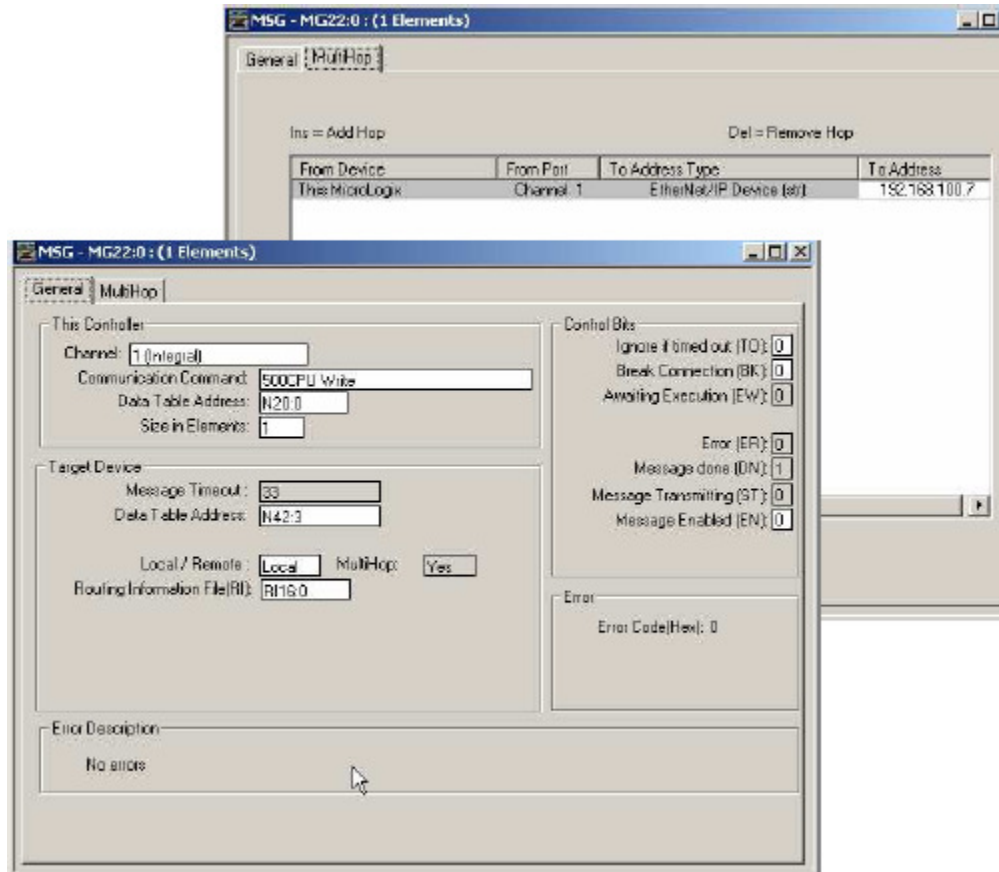 MSG - MG22:0 : (1 Elements)
General MultiHop
Ins = Add Hop Del = Remove Hop
From Device From Port To Address Type To Address
This MicroLogix Channel 1 EtherNet/IP Device (str) 192.168.100.7
MSG - MG22:0 : (1 Elements)
General MultiHop
This Controller
Channel: 1 (Integral)
Communication Command: 500CPU Write
Data Table Address: N20:0
Size in Elements: 1
Target Device
Message Timeout : 33
Data Table Address: N42:3
Local / Remote : Local MultiHop: Yes
Routing Information File(RI): RI16:0
Control Bits
Ignore if timed out (TO): 0
Break Connection (BK): 0
Awaiting Execution (EW): 0
Error (ER): 0
Message done (DN): 1
Message Transmitting (ST): 0
Message Enabled (EN): 0
Error
Error Code(Hex): 0
Error Description
No errors